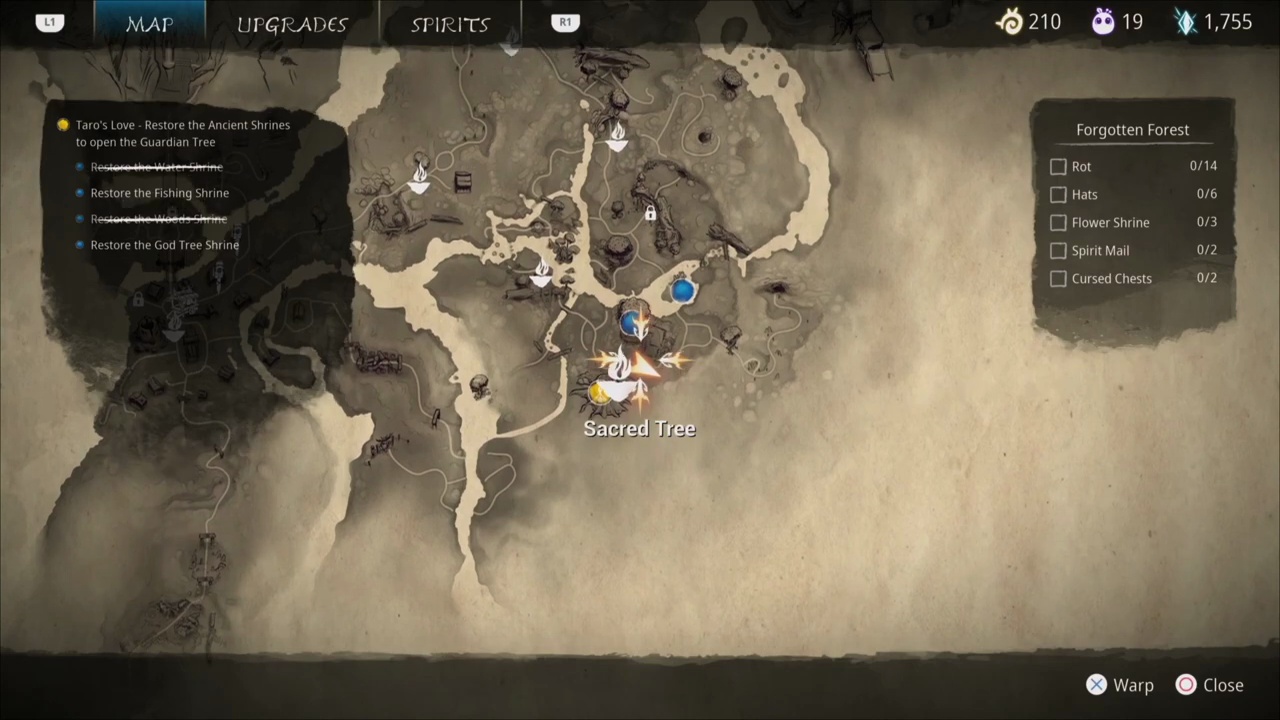 L1 MAP UPGRADES SPIRITS R1 210 19 1,755
Taro's Love - Restore the Ancient Shrines
to open the Guardian Tree
Restore the Water Shrine
Restore the Fishing Shrine
Restore the Woods Shrine
Restore the God Tree Shrine
Forgotten Forest
Rot 0/14
Hats 0/6
Flower Shrine 0/3
Spirit Mail 0/2
Cursed Chests 0/2
Sacred Tree
Warp Close